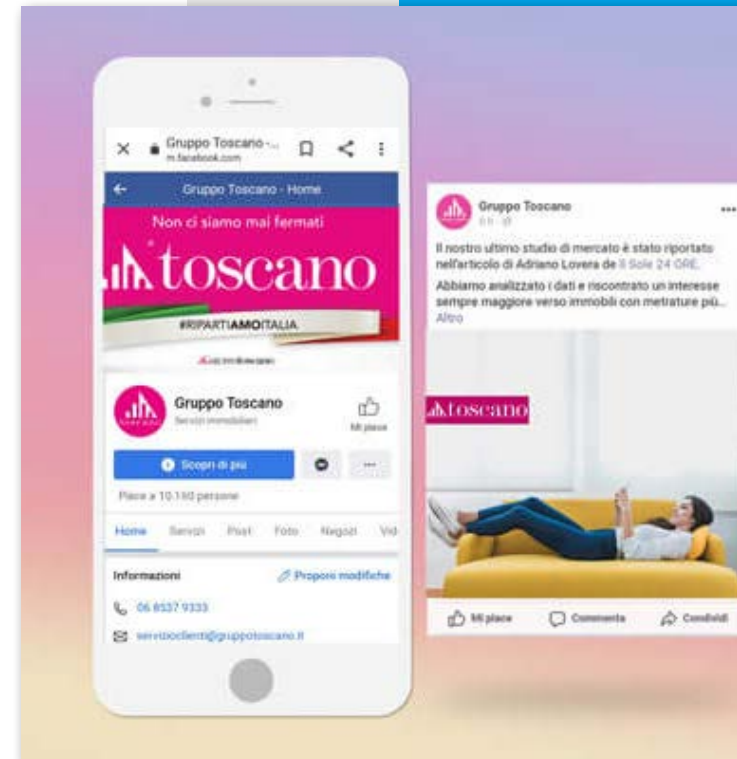 Gruppo Toscano -...
m.facebook.com
Gruppo Toscano - Home
Non ci siamo mai fermati
toscano
#RIPARTIAMOITALIA
Gruppo Toscano
Servizi immobiliari
Mi piace
Scopri di più
Piace a 10.160 persone
Home Servizi Post Foto Negozi Vid
Informazioni Proponi modifiche
06 8537 9333
servizioclienti@gruppotoscano.it
Gruppo Toscano
Il nostro ultimo studio di mercato è stato riportato
nell'articolo di Adriano Lovera de Il Sole 24 ORE.
Abbiamo analizzato i dati e riscontrato un interesse
sempre maggiore verso immobili con metrature più...
Altro
toscano
Mi piace Commenta Condividi